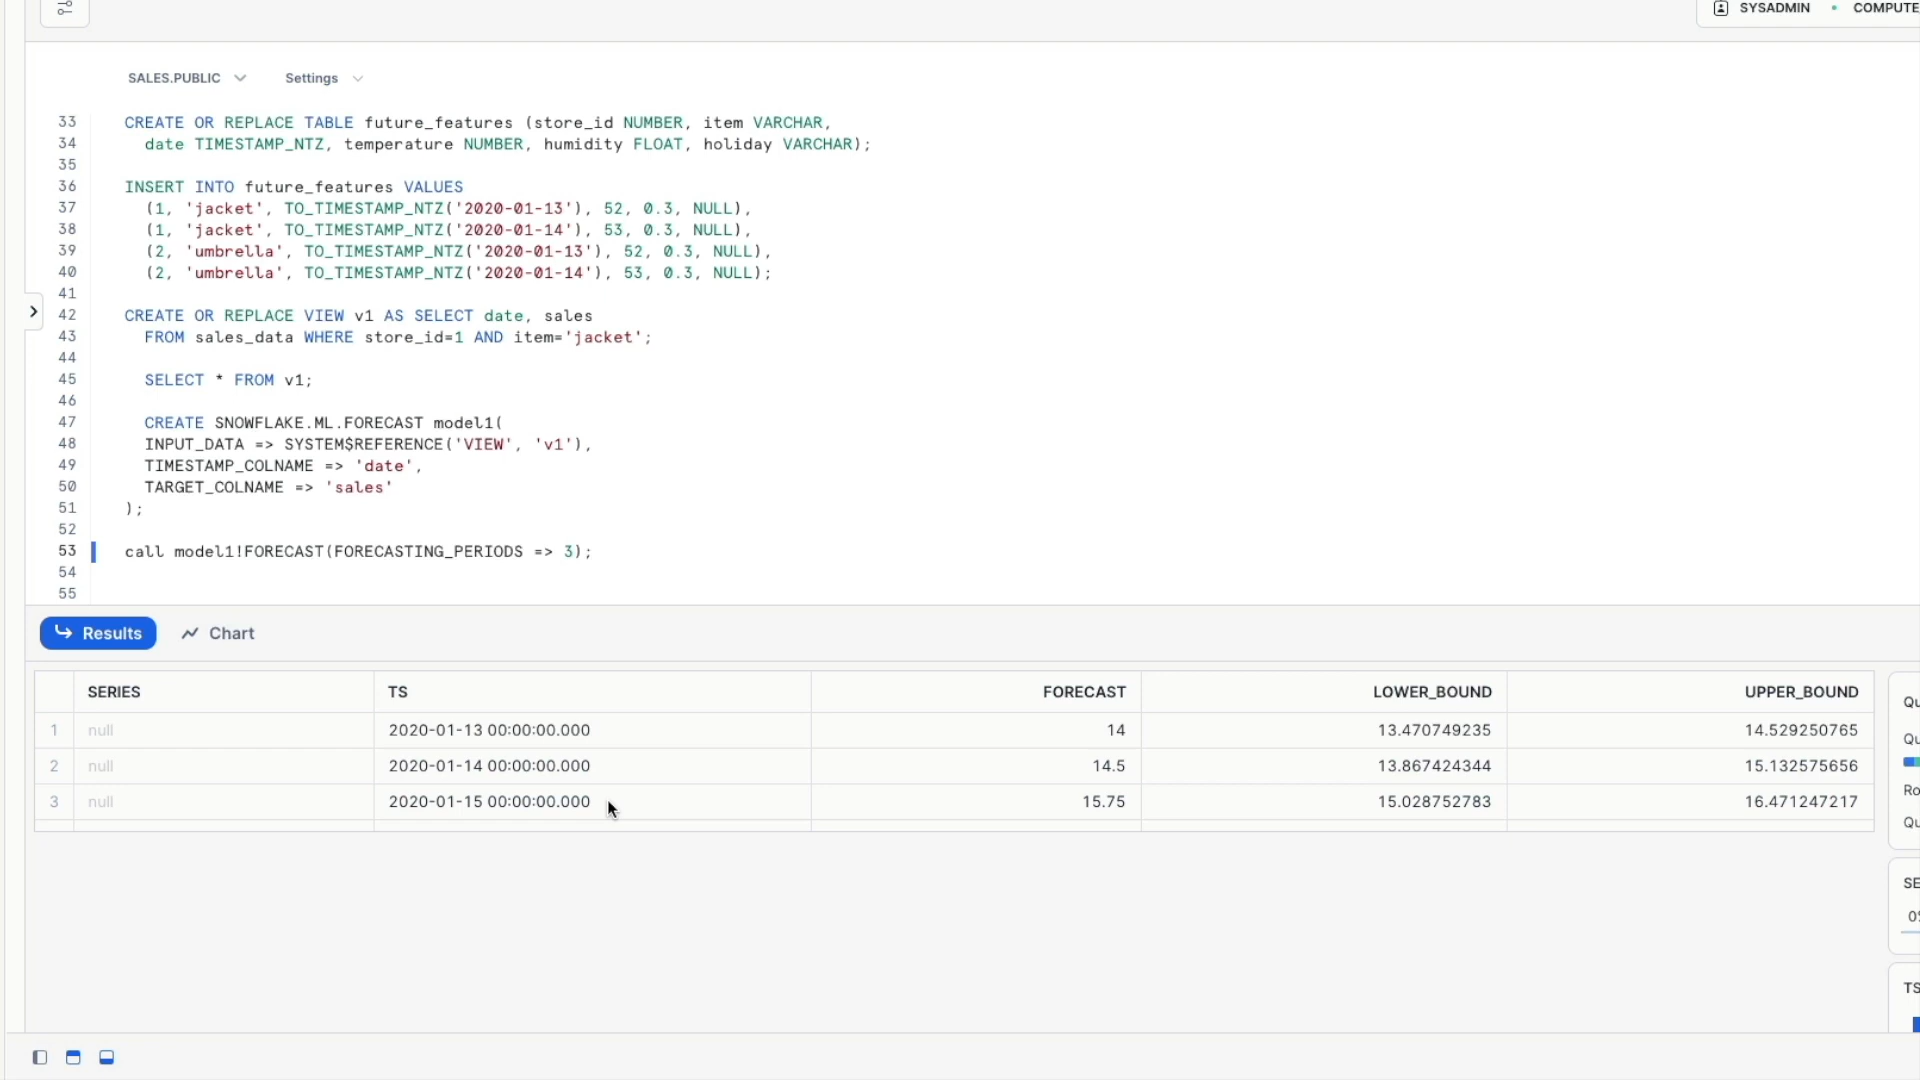 SYSADMIN • COMPUTE
SALES.PUBLIC Settings
33 CREATE OR REPLACE TABLE future_features (store_id NUMBER, item VARCHAR,
34 date TIMESTAMP_NTZ, temperature NUMBER, humidity FLOAT, holiday VARCHAR);
35
36 INSERT INTO future_features VALUES
37 (1, 'jacket', TO_TIMESTAMP_NTZ('2020-01-13'), 52, 0.3, NULL),
38 (1, 'jacket', TO_TIMESTAMP_NTZ('2020-01-14'), 53, 0.3, NULL),
39 (2, 'umbrella', TO_TIMESTAMP_NTZ('2020-01-13'), 52, 0.3, NULL),
40 (2, 'umbrella', TO_TIMESTAMP_NTZ('2020-01-14'), 53, 0.3, NULL);
41
42 CREATE OR REPLACE VIEW v1 AS SELECT date, sales
43 FROM sales_data WHERE store_id=1 AND item='jacket';
44
45 SELECT * FROM v1;
46
47 CREATE SNOWFLAKE.ML.FORECAST model1(
48 INPUT_DATA => SYSTEM$REFERENCE('VIEW', 'v1'),
49 TIMESTAMP_COLNAME => 'date',
50 TARGET_COLNAME => 'sales'
51 );
52
53 call model1!FORECAST(FORECASTING_PERIODS => 3);
54
55
Results Chart
SERIES TS FORECAST LOWER_BOUND UPPER_BOUND
1 null 2020-01-13 00:00:00.000 14 13.470749235 14.529250765
2 null 2020-01-14 00:00:00.000 14.5 13.867424344 15.132575656
3 null 2020-01-15 00:00:00.000 15.75 15.028752783 16.471247217
Qu
Qu
Ro
Qu
SE
0%
TS